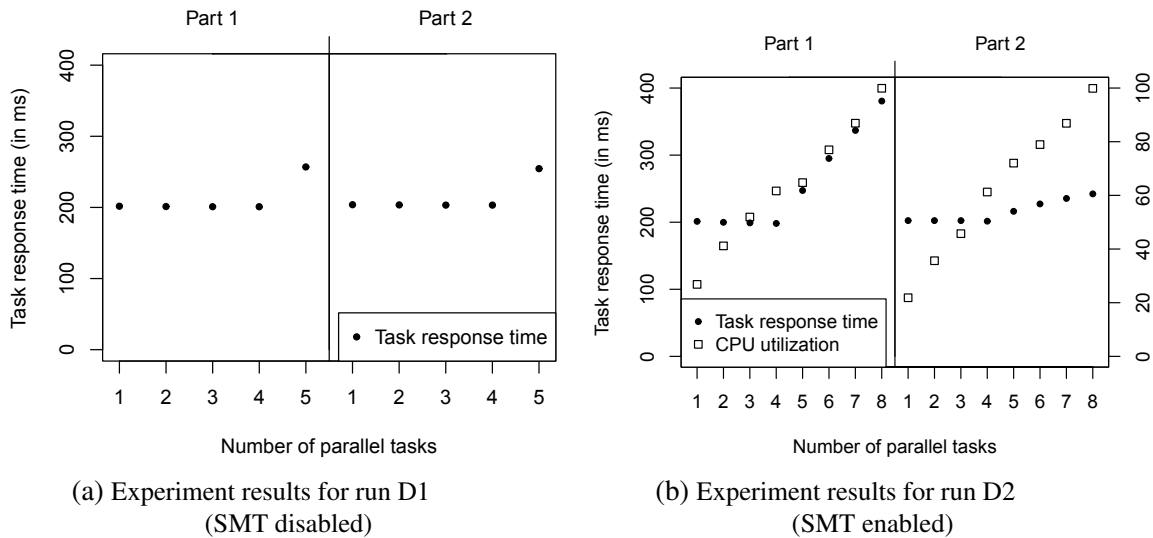 Part 1 Part 2
Task response time (in ms)
400
300
200
100
0
Task response time
1 2 3 4 5 1 2 3 4 5
Number of parallel tasks
(a) Experiment results for run D1
(SMT disabled)
Part 1 Part 2
Task response time (in ms)
400
300
200
100
0
100
80
60
40
20
0
Task response time
CPU utilization
1 2 3 4 5 6 7 8 1 2 3 4 5 6 7 8
Number of parallel tasks
(b) Experiment results for run D2
(SMT enabled)